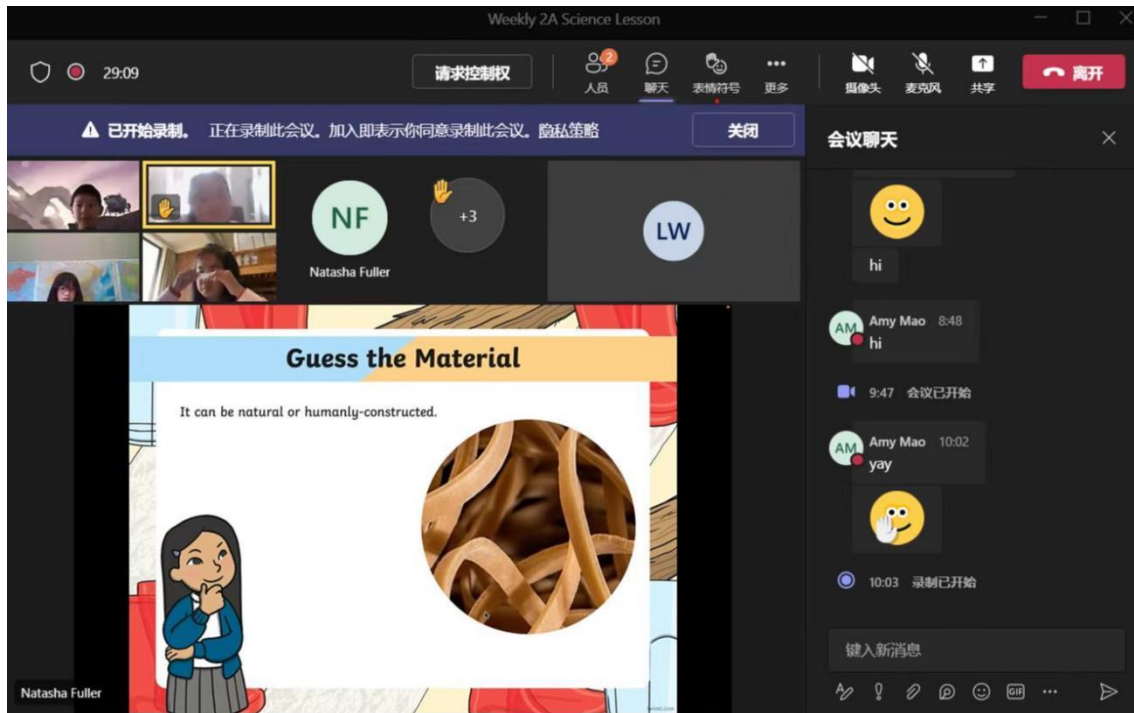 Weekly 2A Science Lesson
29:09
请求控制权
2
人员
聊天
表情符号
更多
摄像头
麦克风
共享
离开
已开始录制。 正在录制此会议。加入即表示你同意录制此会议。隐私策略
关闭
会议聊天
NF
Natasha Fuller
+3
LW
hi
AM
Amy Mao 8:48
hi
9:47 会议已开始
AM
Amy Mao 10:02
yay
10:03 录制已开始
Guess the Material
It can be natural or humanly-constructed.
Natasha Fuller
键入新消息
GIF